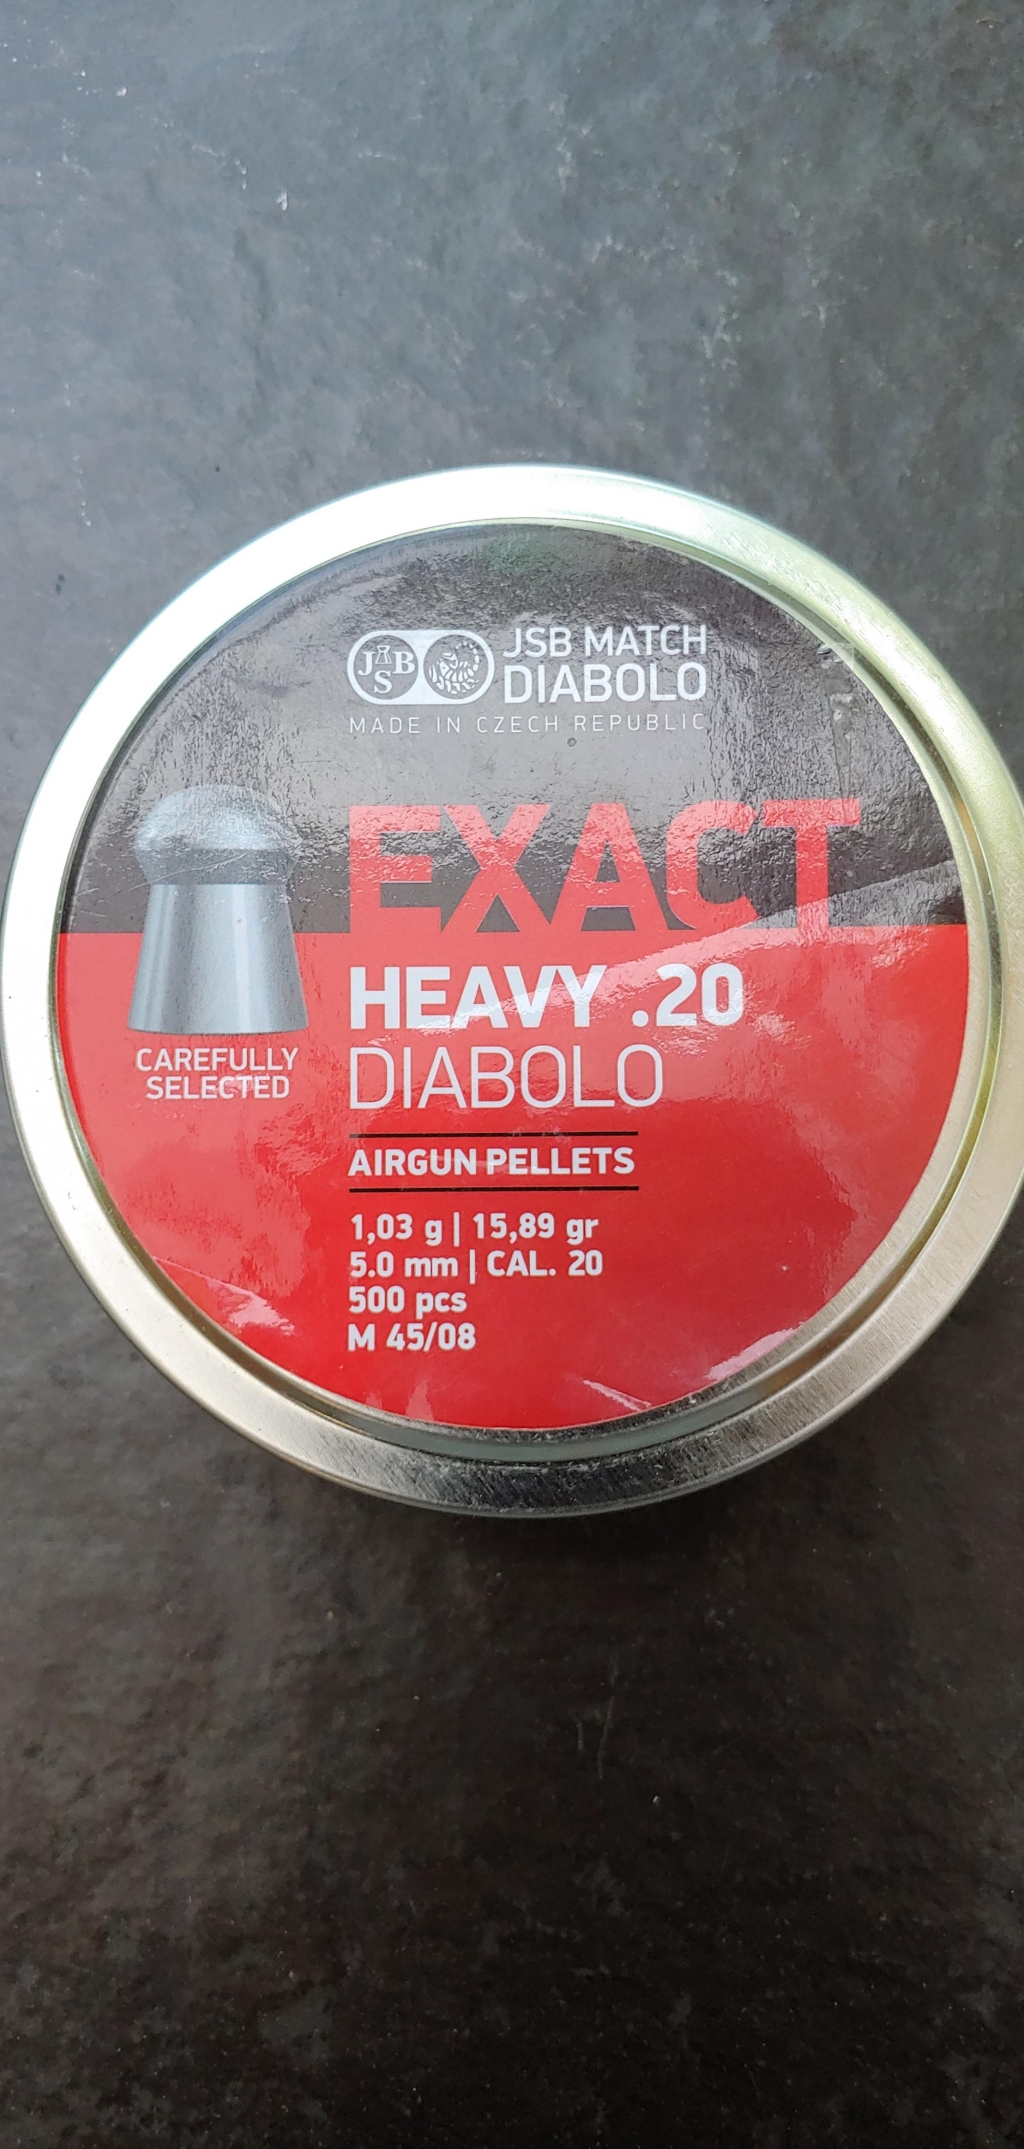 JSB
JSB MATCH
DIABOLO
MADE IN CZECH REPUBLIC
EXACT
HEAVY .20
DIABOLO
CAREFULLY
SELECTED
AIRGUN PELLETS
1,03 g | 15,89 gr
5.0 mm | CAL. 20
500 pcs
M 45/08